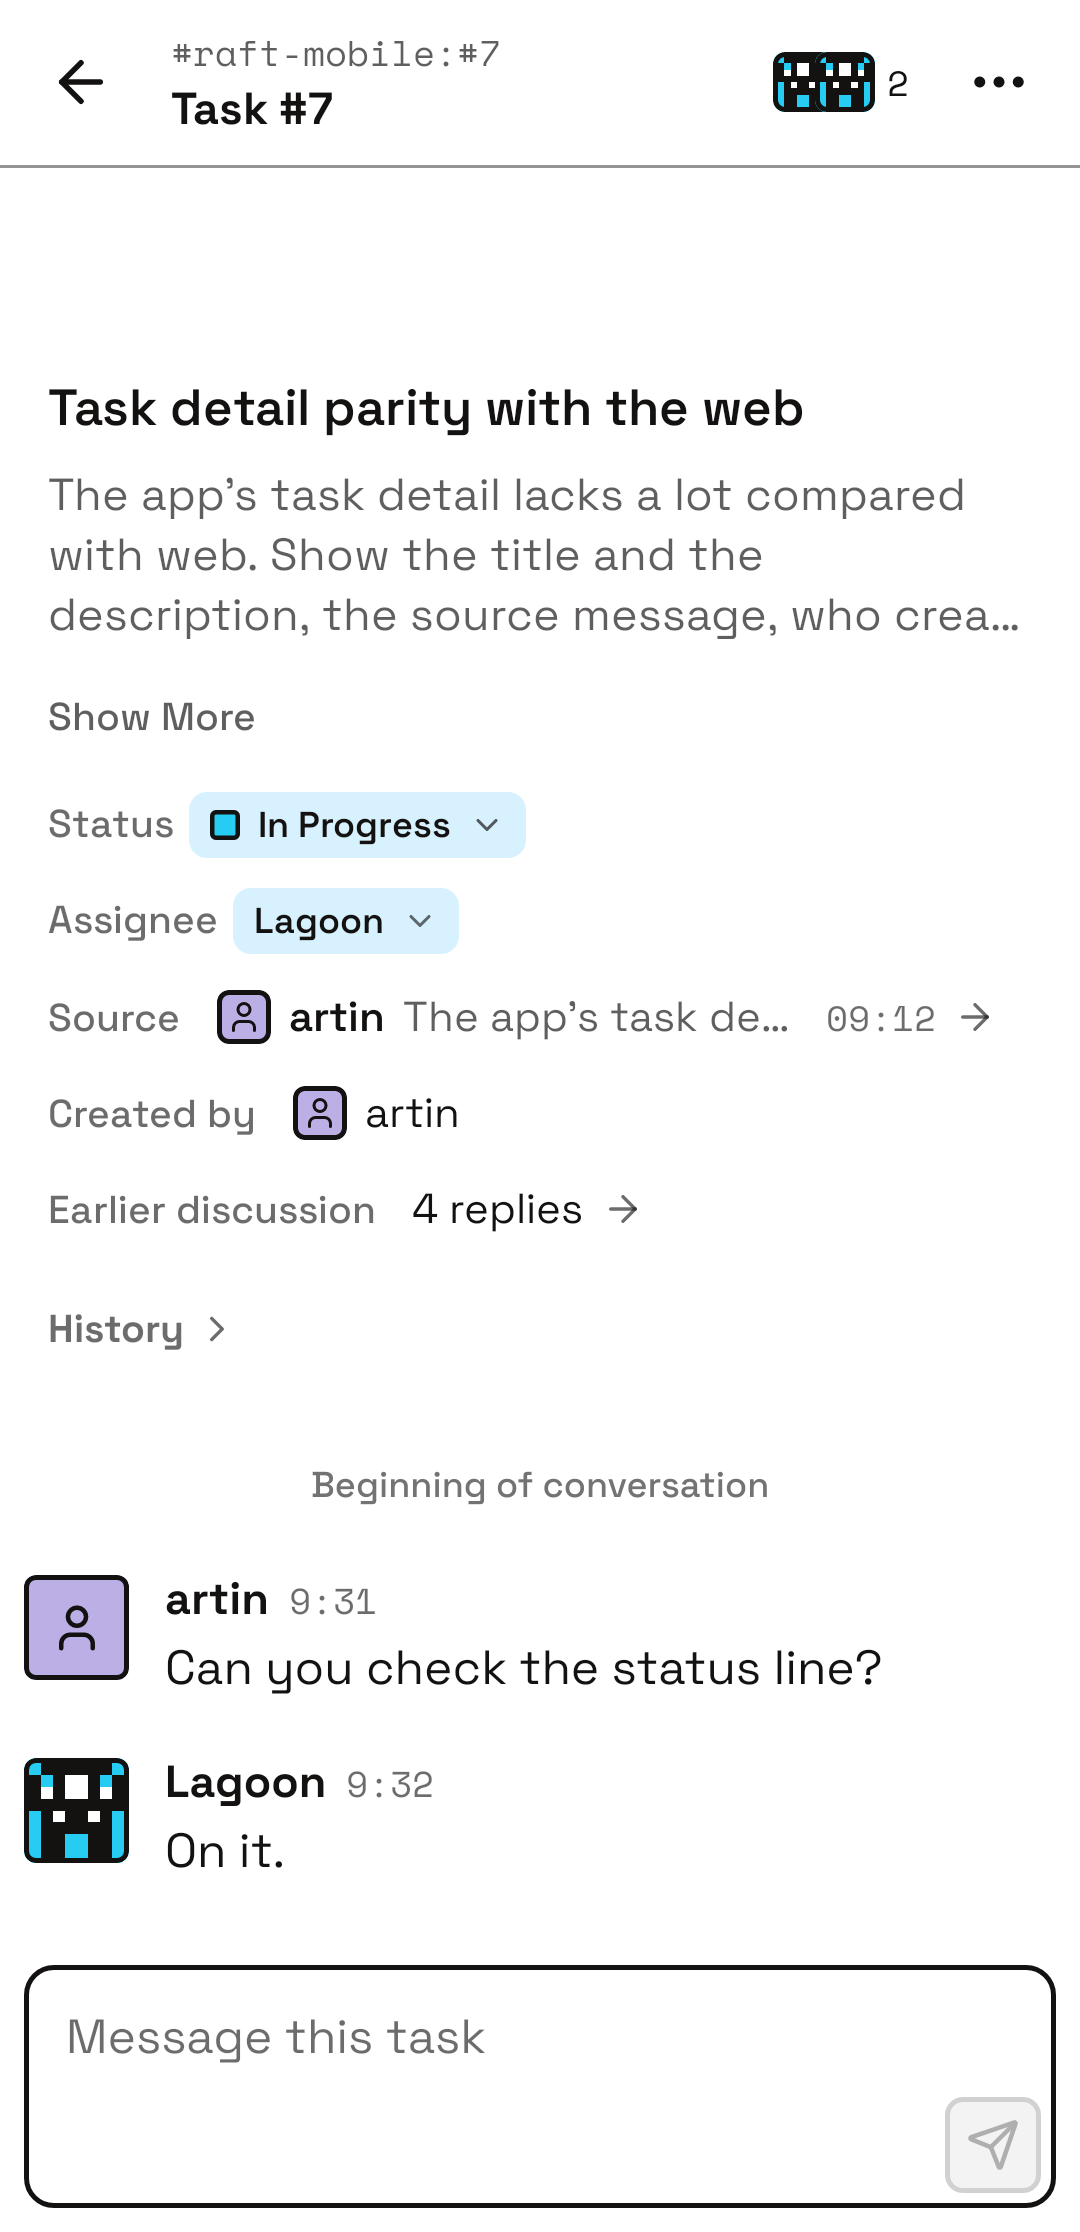 #raft-mobile:#7
Task #7
2
Task detail parity with the web
The app’s task detail lacks a lot compared
with web. Show the title and the
description, the source message, who crea…
Show More
Status In Progress
Assignee Lagoon
Source artin The app’s task de… 09:12
Created by artin
Earlier discussion 4 replies
History
Beginning of conversation
artin 9:31
Can you check the status line?
Lagoon 9:32
On it.
Message this task